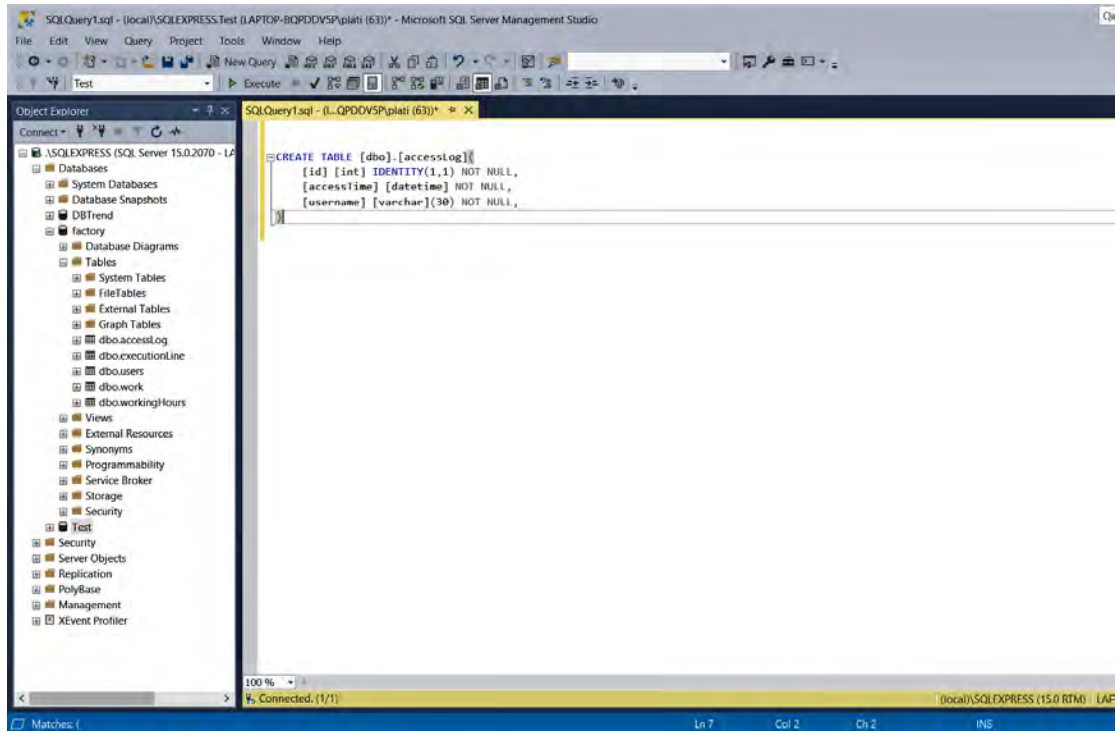 SQLQuery1.sql - (local)\SQLEXPRESS.Test (LAPTOP-BQPDDV5P\plati (63))* - Microsoft SQL Server Management Studio
File Edit View Query Project Tools Window Help
New Query
Test
Execute
Object Explorer
SQLQuery1.sql - (l...QPDDV5P\plati (63))*
Connect
.\SQLEXPRESS (SQL Server 15.0.2070 - LA
Databases
System Databases
Database Snapshots
DBTrend
factory
Database Diagrams
Tables
System Tables
FileTables
External Tables
Graph Tables
dbo.accessLog
dbo.executionLine
dbo.users
dbo.work
dbo.workingHours
Views
External Resources
Synonyms
Programmability
Service Broker
Storage
Security
Test
Security
Server Objects
Replication
PolyBase
Management
XEvent Profiler
CREATE TABLE [dbo].[accessLog](
[id] [int] IDENTITY(1,1) NOT NULL,
[accessTime] [datetime] NOT NULL,
[username] [varchar](30) NOT NULL,
)
100 %
Connected. (1/1)
(local)\SQLEXPRESS (15.0 RTM)
Matches: (
Ln 7 Col 2 Ch 2 INS